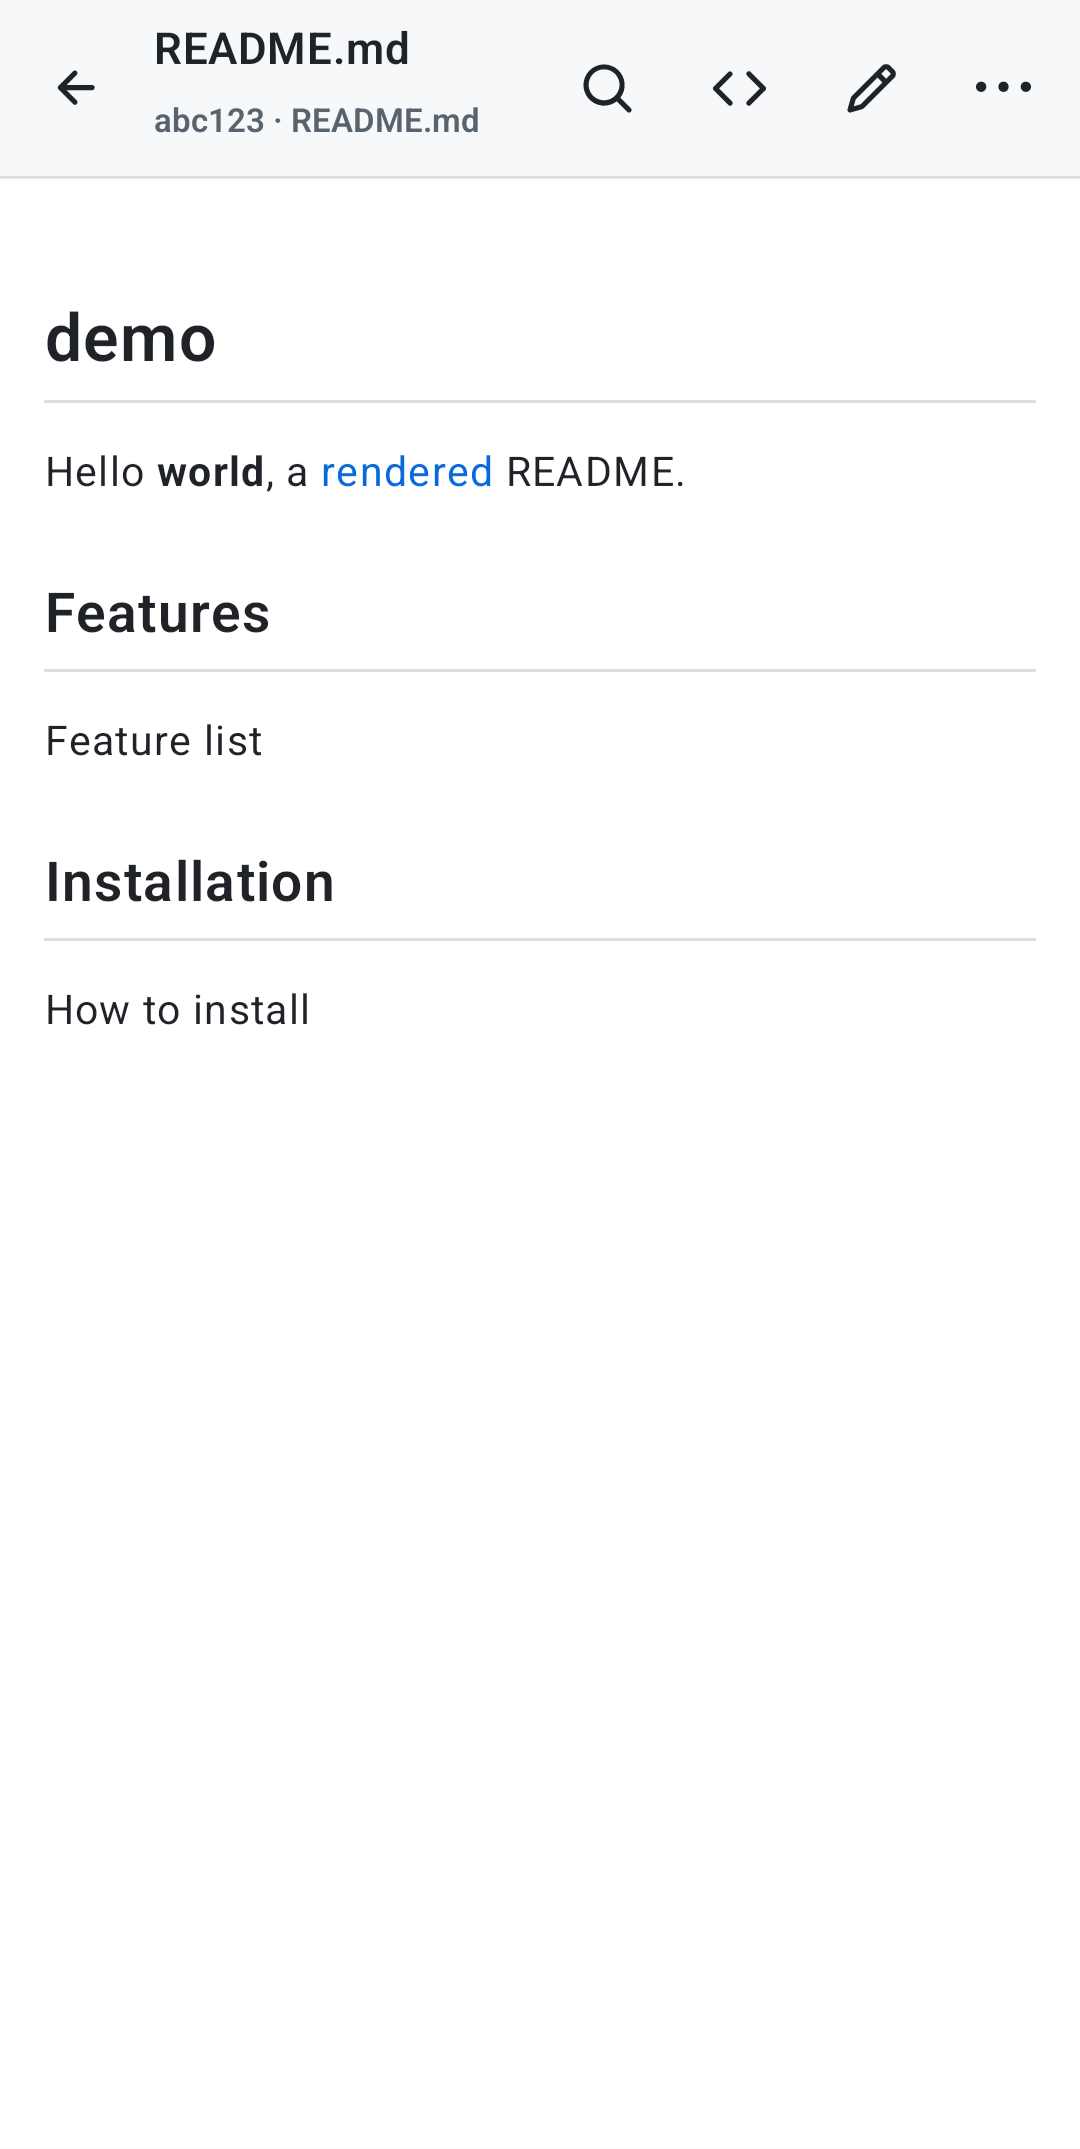 README.md
abc123 · README.md
demo
Hello world, a rendered README.
Features
Feature list
Installation
How to install